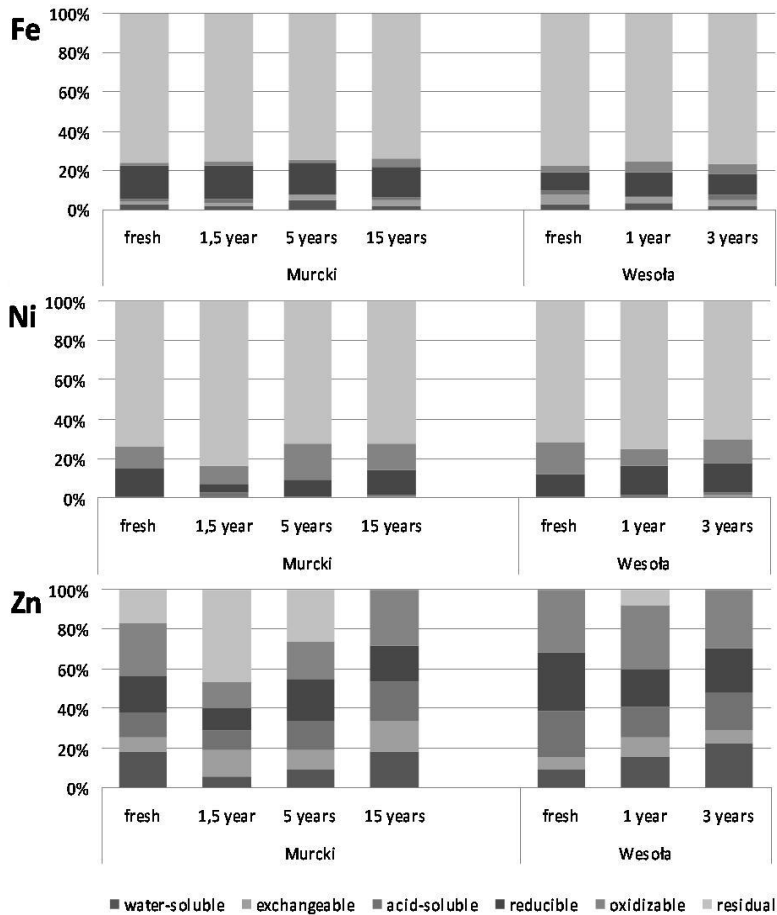 Fe
100%
80%
60%
40%
20%
0%
fresh 1,5 year 5 years 15 years fresh 1 year 3 years
Murcki Wesoła
Ni
100%
80%
60%
40%
20%
0%
fresh 1,5 year 5 years 15 years fresh 1 year 3 years
Murcki Wesoła
Zn
100%
80%
60%
40%
20%
0%
fresh 1,5 year 5 years 15 years fresh 1 year 3 years
Murcki Wesoła
water-soluble exchangeable acid-soluble reducible oxidizable residual